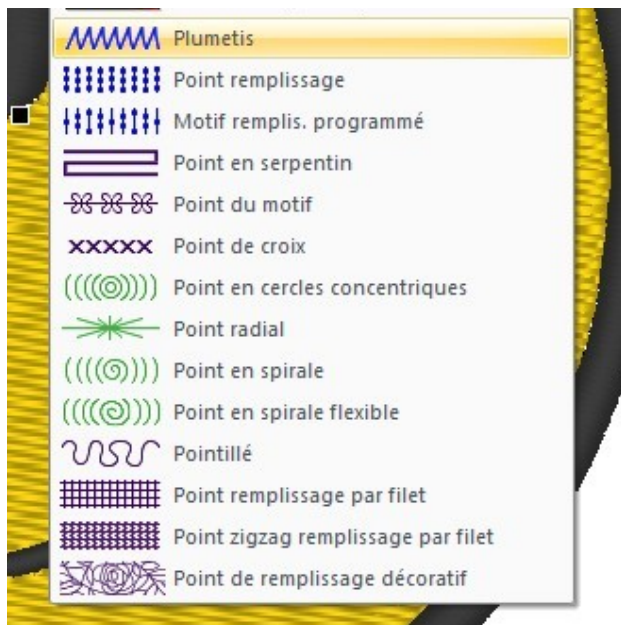 Plumetis
Point remplissage
Motif remplis. programmé
Point en serpentin
Point du motif
Point de croix
Point en cercles concentriques
Point radial
Point en spirale
Point en spirale flexible
Pointillé
Point remplissage par filet
Point zigzag remplissage par filet
Point de remplissage décoratif